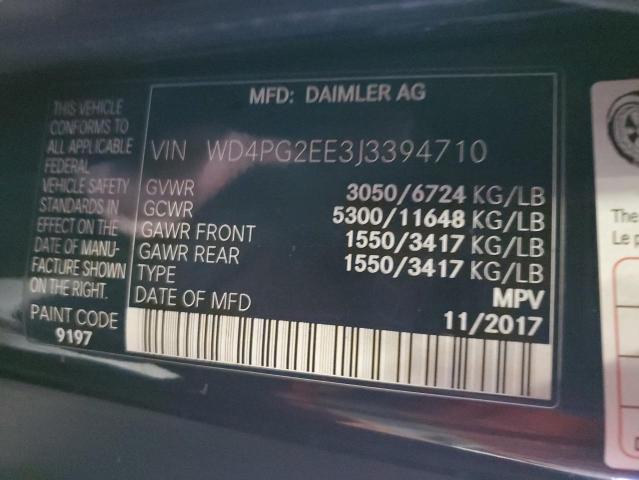 THIS VEHICLE
CONFORMS TO
ALL APPLICABLE
FEDERAL
MOTOR
VEHICLE SAFETY
STANDARDS IN
EFFECT ON THE
DATE OF MANU-
FACTURE SHOWN
ON THE RIGHT.
PAINT CODE
9197
MFD: DAIMLER AG
VIN WD4PG2EE3J3394710
GVWR 3050/6724 KG/LB
GCWR 5300/11648 KG/LB
GAWR FRONT 1550/3417 KG/LB
GAWR REAR 1550/3417 KG/LB
TYPE MPV
DATE OF MFD 11/2017
The
Le p